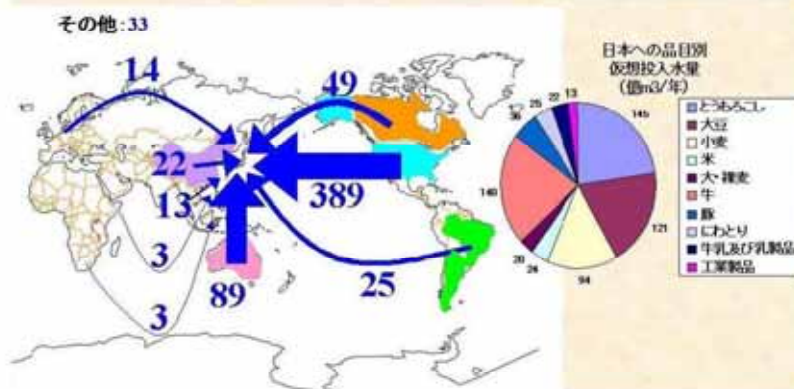 その他:33
14
49
22
389
13
3
89
25
3
日本への品目別
仮想投入水量
(億m3/年)
13
22
25
36
145
140
121
20
24
94
とうもろこし
大豆
小麦
米
大・裸麦
牛
豚
にわとり
牛乳及び乳製品
工業製品